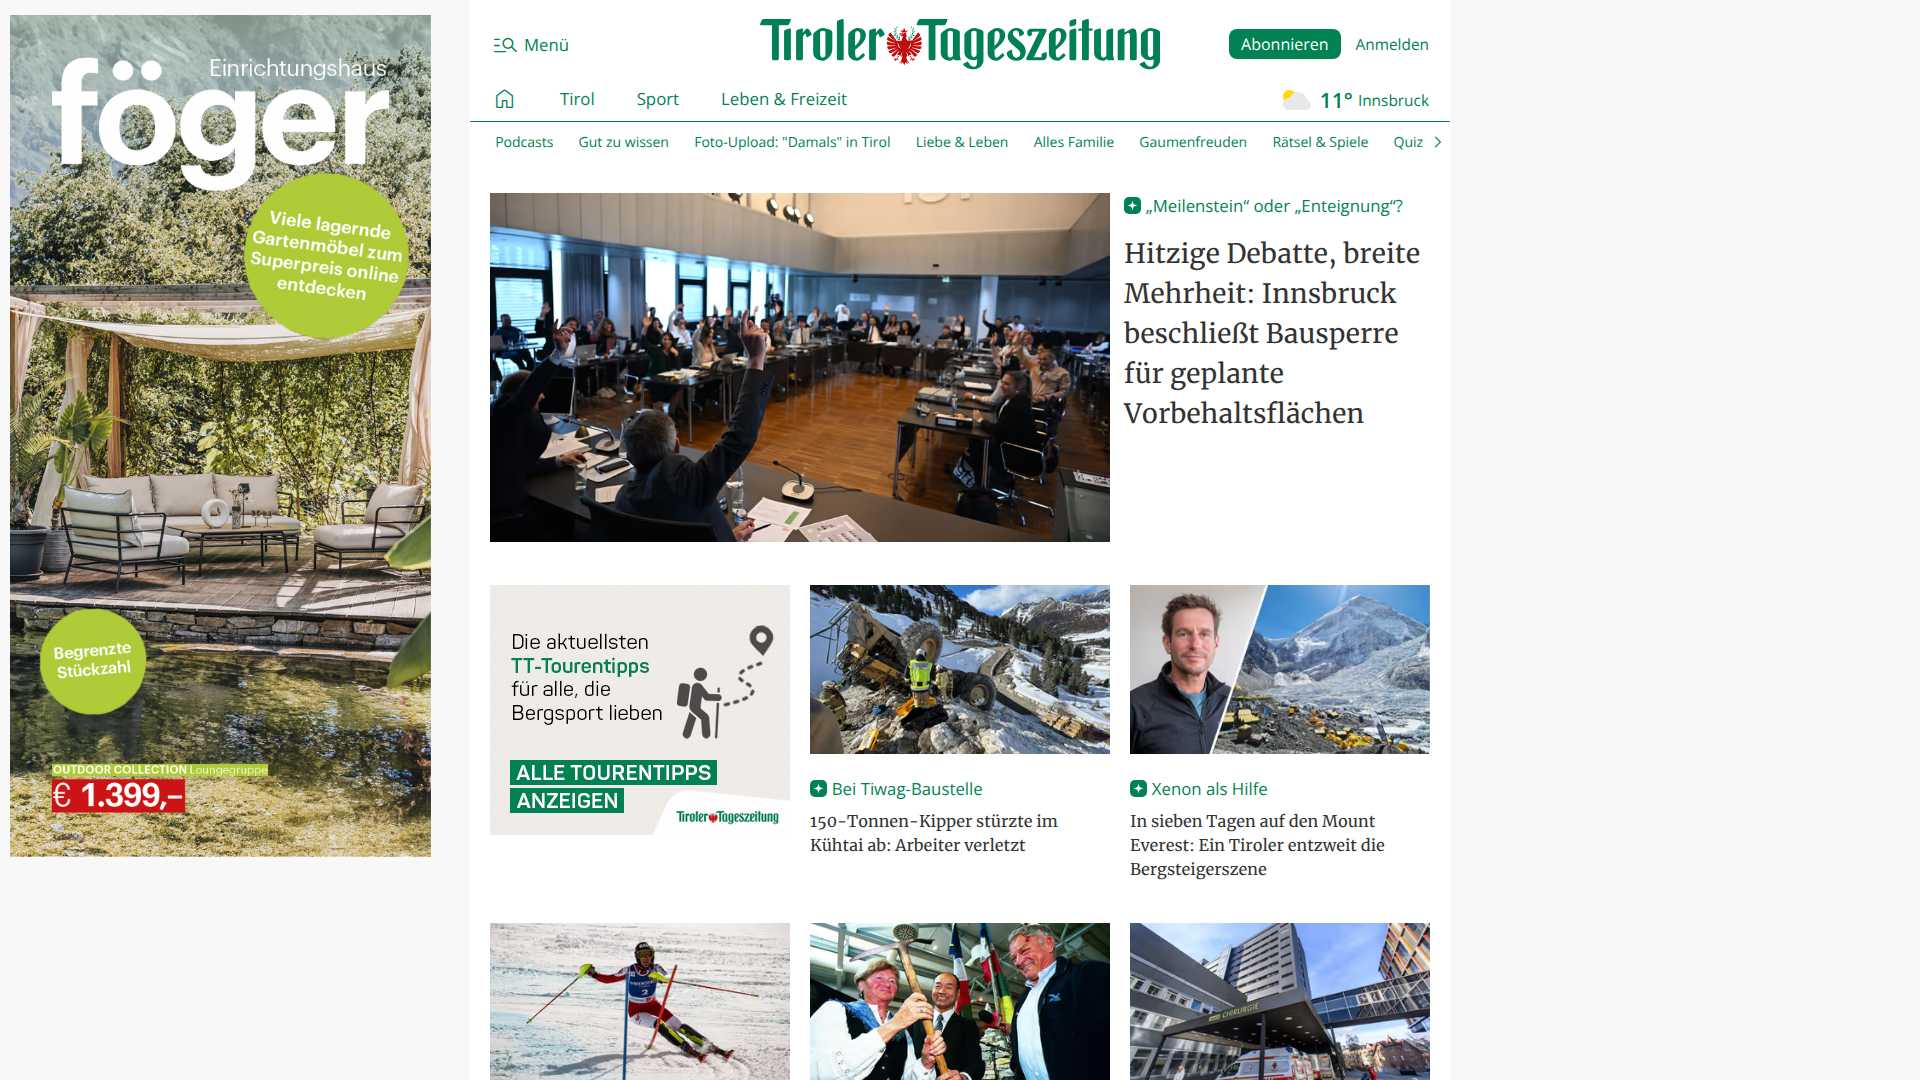 Einrichtungshaus
föger
Viele lagernde
Gartenmöbel zum
Superpreis online
entdecken
Begrenzte
Stückzahl
OUTDOOR COLLECTION Loungegruppe
€ 1.399,–
Menü
Tiroler Tageszeitung
Abonnieren
Anmelden
Tirol
Sport
Leben & Freizeit
11° Innsbruck
Podcasts
Gut zu wissen
Foto-Upload: "Damals" in Tirol
Liebe & Leben
Alles Familie
Gaumenfreuden
Rätsel & Spiele
Quiz
„Meilenstein“ oder „Enteignung“?
Hitzige Debatte, breite
Mehrheit: Innsbruck
beschließt Bausperre
für geplante
Vorbehaltsflächen
Die aktuellsten
TT-Tourentipps
für alle, die
Bergsport lieben
ALLE TOURENTIPPS
ANZEIGEN
Tiroler Tageszeitung
Bei Tiwag-Baustelle
150-Tonnen-Kipper stürzte im
Kühtai ab: Arbeiter verletzt
Xenon als Hilfe
In sieben Tagen auf den Mount
Everest: Ein Tiroler entzweit die
Bergsteigerszene
2
CHIRURGIE